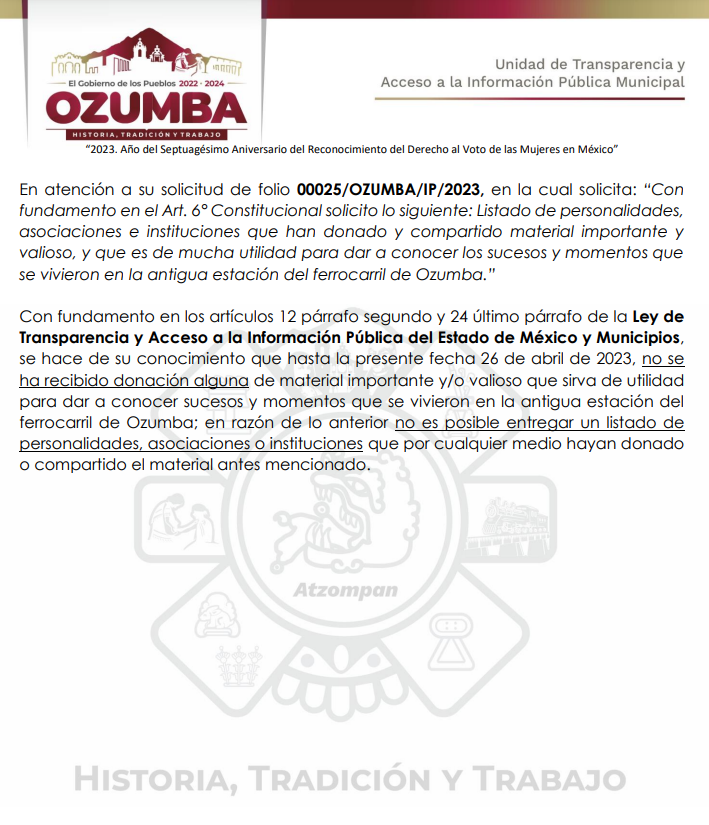 El Gobierno de los Pueblos 2022 - 2024
OZUMBA
HISTORIA, TRADICIÓN Y TRABAJO
Unidad de Transparencia y
Acceso a la Información Pública Municipal
“2023. Año del Septuagésimo Aniversario del Reconocimiento del Derecho al Voto de las Mujeres en México”
En atención a su solicitud de folio 00025/OZUMBA/IP/2023, en la cual solicita: “Con
fundamento en el Art. 6° Constitucional solicito lo siguiente: Listado de personalidades,
asociaciones e instituciones que han donado y compartido material importante y
valioso, y que es de mucha utilidad para dar a conocer los sucesos y momentos que
se vivieron en la antigua estación del ferrocarril de Ozumba.”
Con fundamento en los artículos 12 párrafo segundo y 24 último párrafo de la Ley de
Transparencia y Acceso a la Información Pública del Estado de México y Municipios,
se hace de su conocimiento que hasta la presente fecha 26 de abril de 2023, no se
ha recibido donación alguna de material importante y/o valioso que sirva de utilidad
para dar a conocer sucesos y momentos que se vivieron en la antigua estación del
ferrocarril de Ozumba; en razón de lo anterior no es posible entregar un listado de
personalidades, asociaciones o instituciones que por cualquier medio hayan donado
o compartido el material antes mencionado.
Atzompan
HISTORIA, TRADICIÓN Y TRABAJO